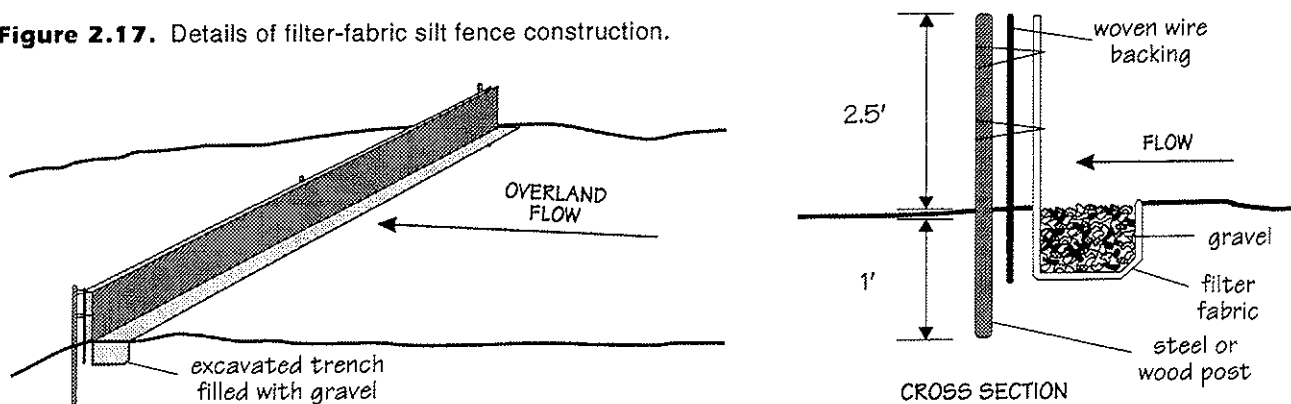 Figure 2.17. Details of filter-fabric silt fence construction.
OVERLAND
FLOW
excavated trench
filled with gravel
woven wire
backing
2.5'
FLOW
gravel
1'
filter
fabric
steel or
wood post
CROSS SECTION